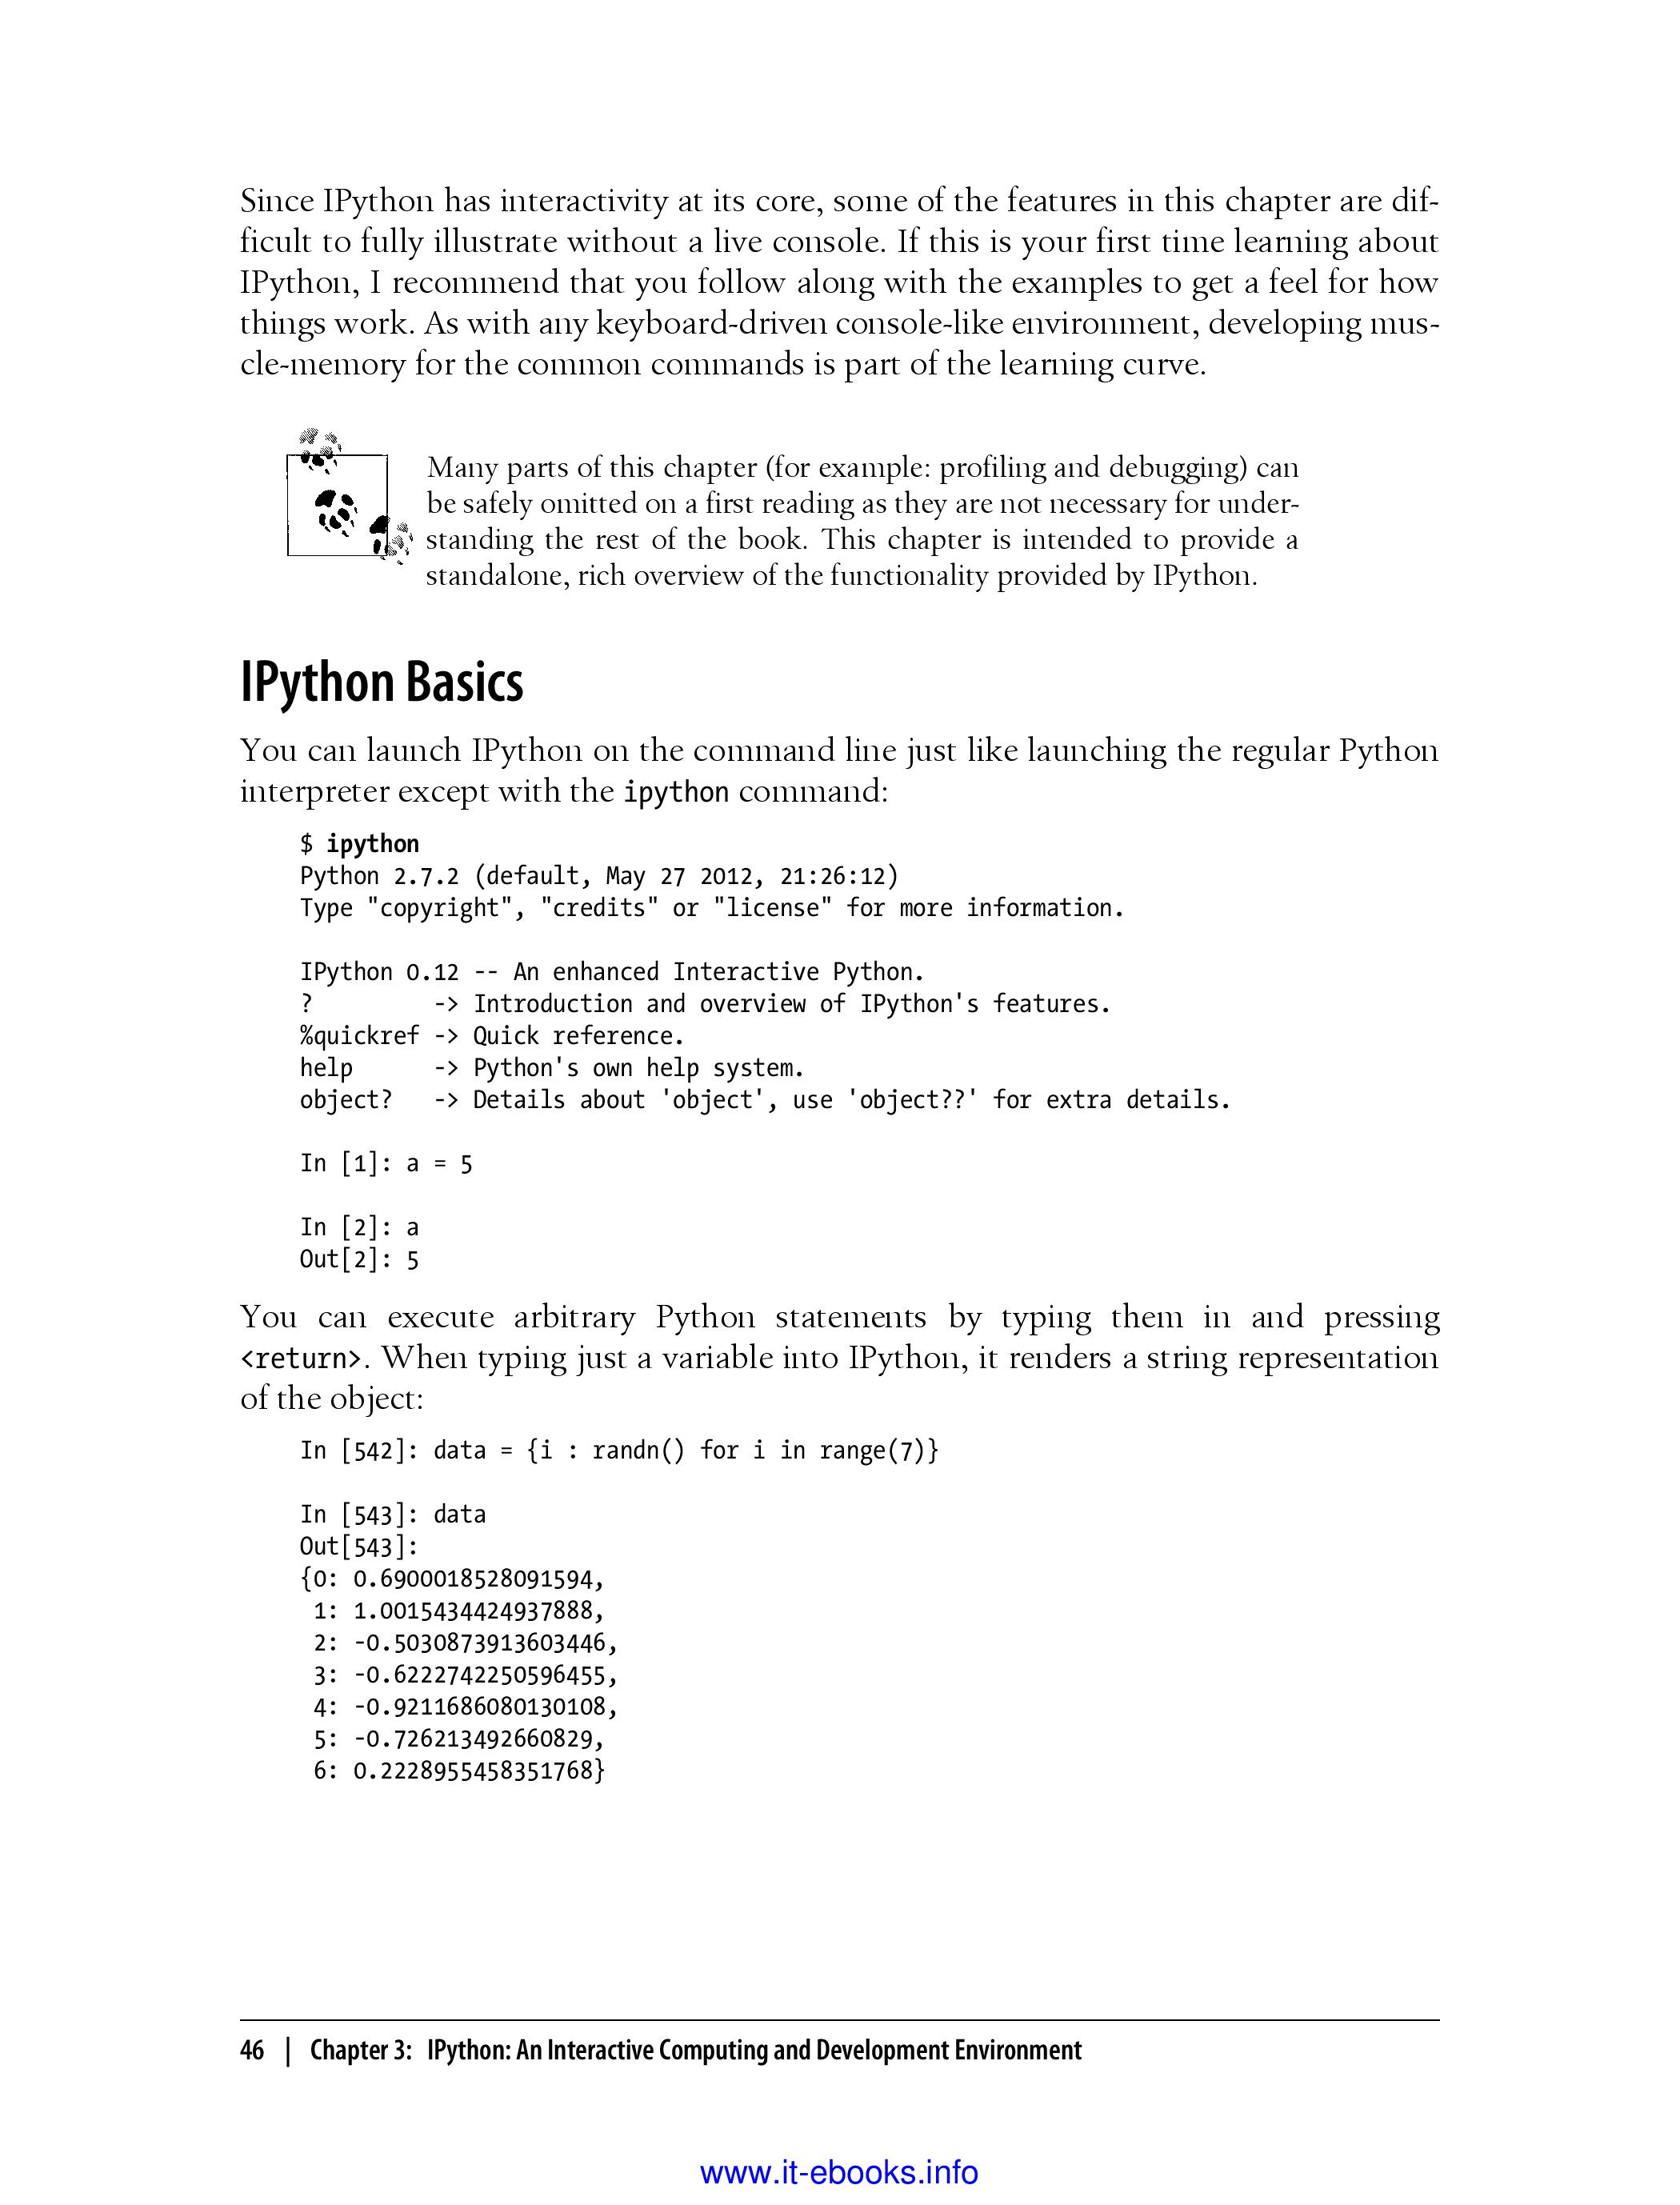 Since IPython has interactivity at its core, some of the features in this chapter are dif-
ficult to fully illustrate without a live console. If this is your first time learning about
IPython, I recommend that you follow along with the examples to get a feel for how
things work. As with any keyboard-driven console-like environment, developing mus-
cle-memory for the common commands is part of the learning curve.
Many parts of this chapter (for example: profiling and debugging) can
be safely omitted on a first reading as they are not necessary for under-
standing the rest of the book. This chapter is intended to provide a
standalone, rich overview of the functionality provided by IPython.
IPython Basics
You can launch IPython on the command line just like launching the regular Python
interpreter except with the ipython command:
$ ipython
Python 2.7.2 (default, May 27 2012, 21:26:12)
Type "copyright", "credits" or "license" for more information.
IPython 0.12 -- An enhanced Interactive Python.
?         -> Introduction and overview of IPython's features.
%quickref -> Quick reference.
help      -> Python's own help system.
object?   -> Details about 'object', use 'object??' for extra details.
In [1]: a = 5
In [2]: a
Out[2]: 5
You can execute arbitrary Python statements by typing them in and pressing
<return>. When typing just a variable into IPython, it renders a string representation
of the object:
In [542]: data = {i : randn() for i in range(7)}
In [543]: data
Out[543]:
{0: 0.6900018528091594,
1: 1.0015434424937888,
2: -0.5030873913603446,
3: -0.6222742250596455,
4: -0.9211686080130108,
5: -0.726213492660829,
6: 0.2228955458351768}
46 | Chapter 3: IPython: An Interactive Computing and Development Environment
www.it-ebooks.info